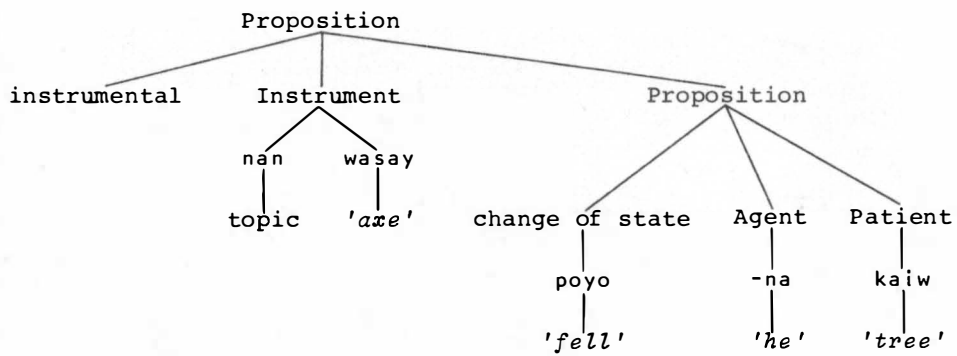 Proposition
instrumental Instrument Proposition
nan wasay
topic 'axe' change of state Agent Patient
poyo -na kaiw
'fell' 'he' 'tree'